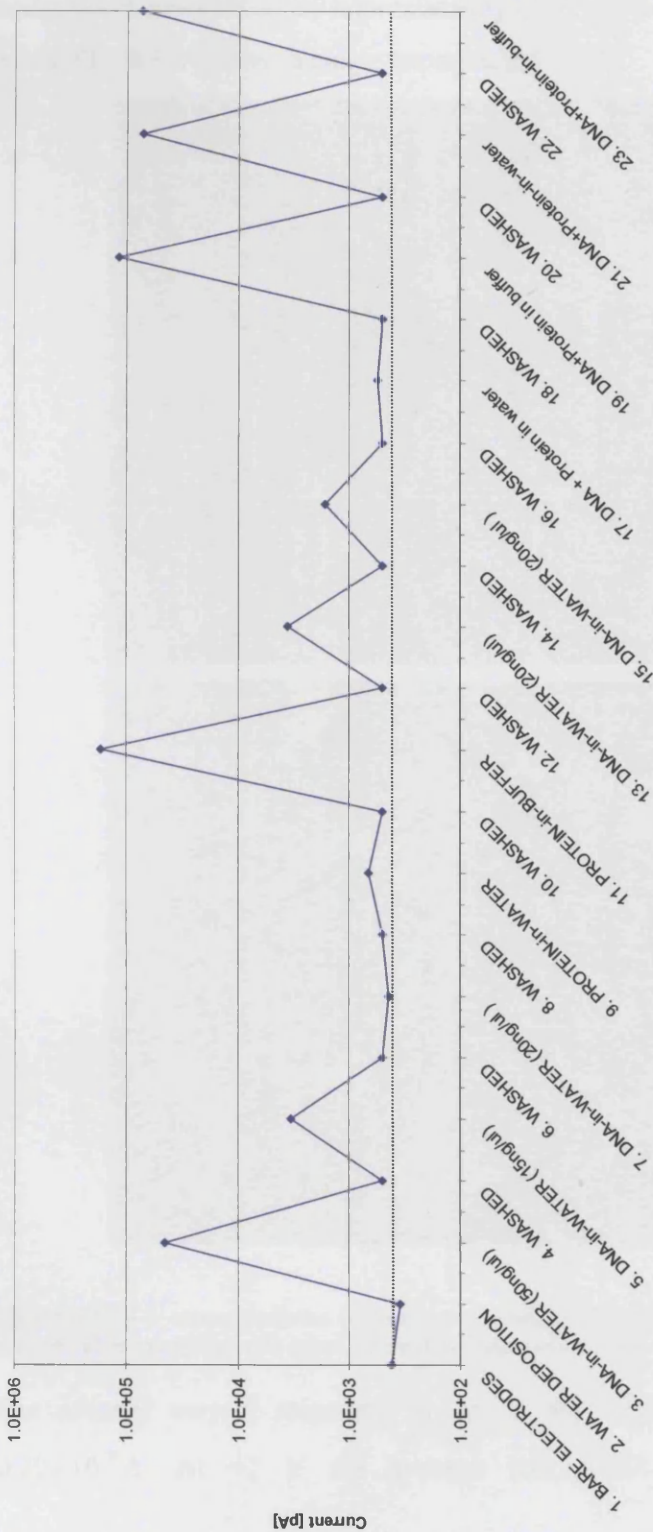 Current [pA]
1.0E+06
1.0E+05
1.0E+04
1.0E+03
1.0E+02
1. BARE ELECTRODES
2 WATER DEPOSITION
3. DNA-in-WATER (50ng/ul)
4. WASHED
5. DNA-in-WATER (15ng/ul)
6. WASHED
7. DNA-in-WATER (20ng/ul )
8. WASHED
9. PROTEIN-in-WATER
10. WASHED
11. PROTEIN-in-BUFFER
12. WASHED
13. DNA-in-WATER (20ng/ul)
14. WASHED
15. DNA-in-WATER (20ng/ul )
16. WASHED
17. DNA + Protein in water
18. WASHED
19. DNA+Protein in buffer
20. WASHED
21. DNA+Protein-in-water
22. WASHED
23. DNA+Protein-in-buffer